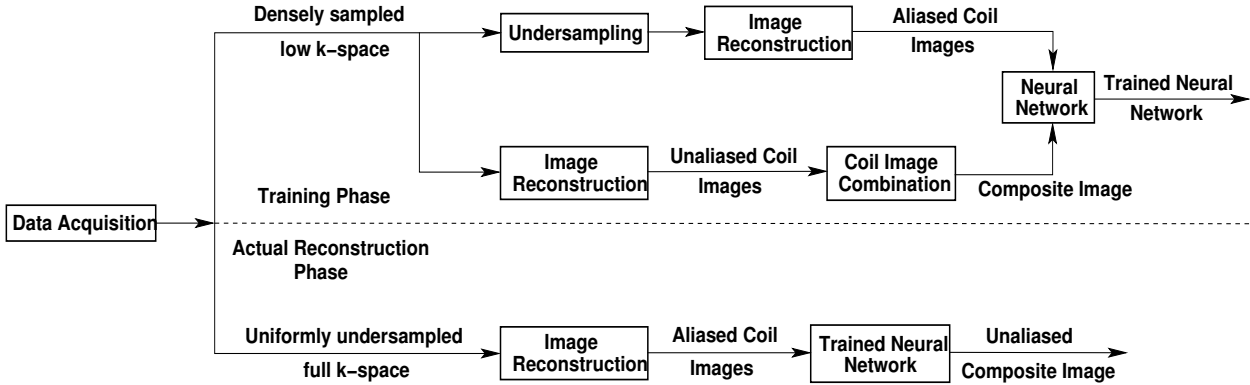 Densely sampled
low k-space
Undersampling
Image
Reconstruction
Aliased Coil
Images
Neural
Network
Trained Neural
Network
Image
Reconstruction
Unaliased Coil
Images
Coil Image
Combination
Composite Image
Training Phase
Data Acquisition
Actual Reconstruction
Phase
Uniformly undersampled
full k-space
Image
Reconstruction
Aliased Coil
Images
Trained Neural
Network
Unaliased
Composite Image